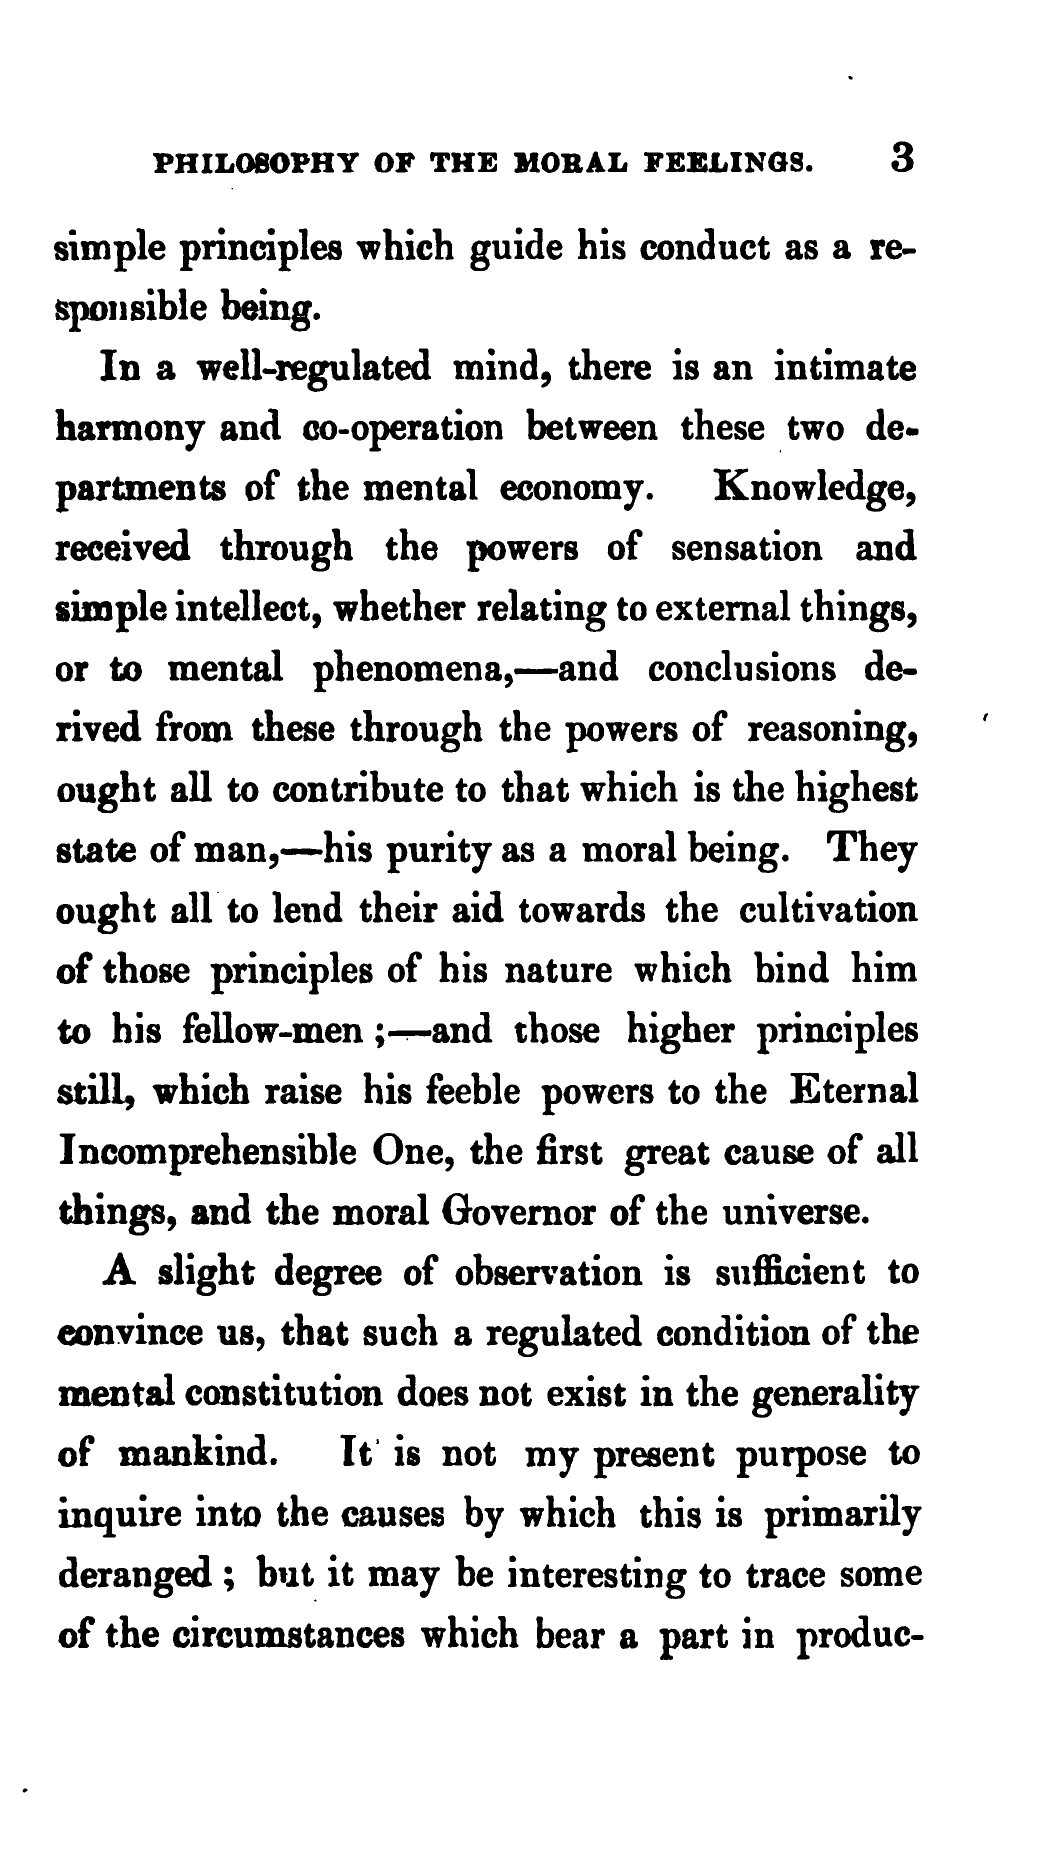 PHILOSOPHY OF THE MORAL FEELINGS. 3
simple principles which guide his conduct as a re-
sponsible being.
In a well-regulated mind, there is an intimate
harmony and co-operation between these two de-
partments of the mental economy. Knowledge,
received through the powers of sensation and
simple intellect, whether relating to external things,
or to mental phenomena,—and conclusions de-
rived from these through the powers of reasoning,
ought all to contribute to that which is the highest
state of man,—his purity as a moral being. They
ought all to lend their aid towards the cultivation
of those principles of his nature which bind him
to his fellow-men ;—and those higher principles
still, which raise his feeble powers to the Eternal
Incomprehensible One, the first great cause of all
things, and the moral Governor of the universe.
A slight degree of observation is sufficient to
convince us, that such a regulated condition of the
mental constitution does not exist in the generality
of mankind. It is not my present purpose to
inquire into the causes by which this is primarily
deranged ; but it may be interesting to trace some
of the circumstances which bear a part in produc-